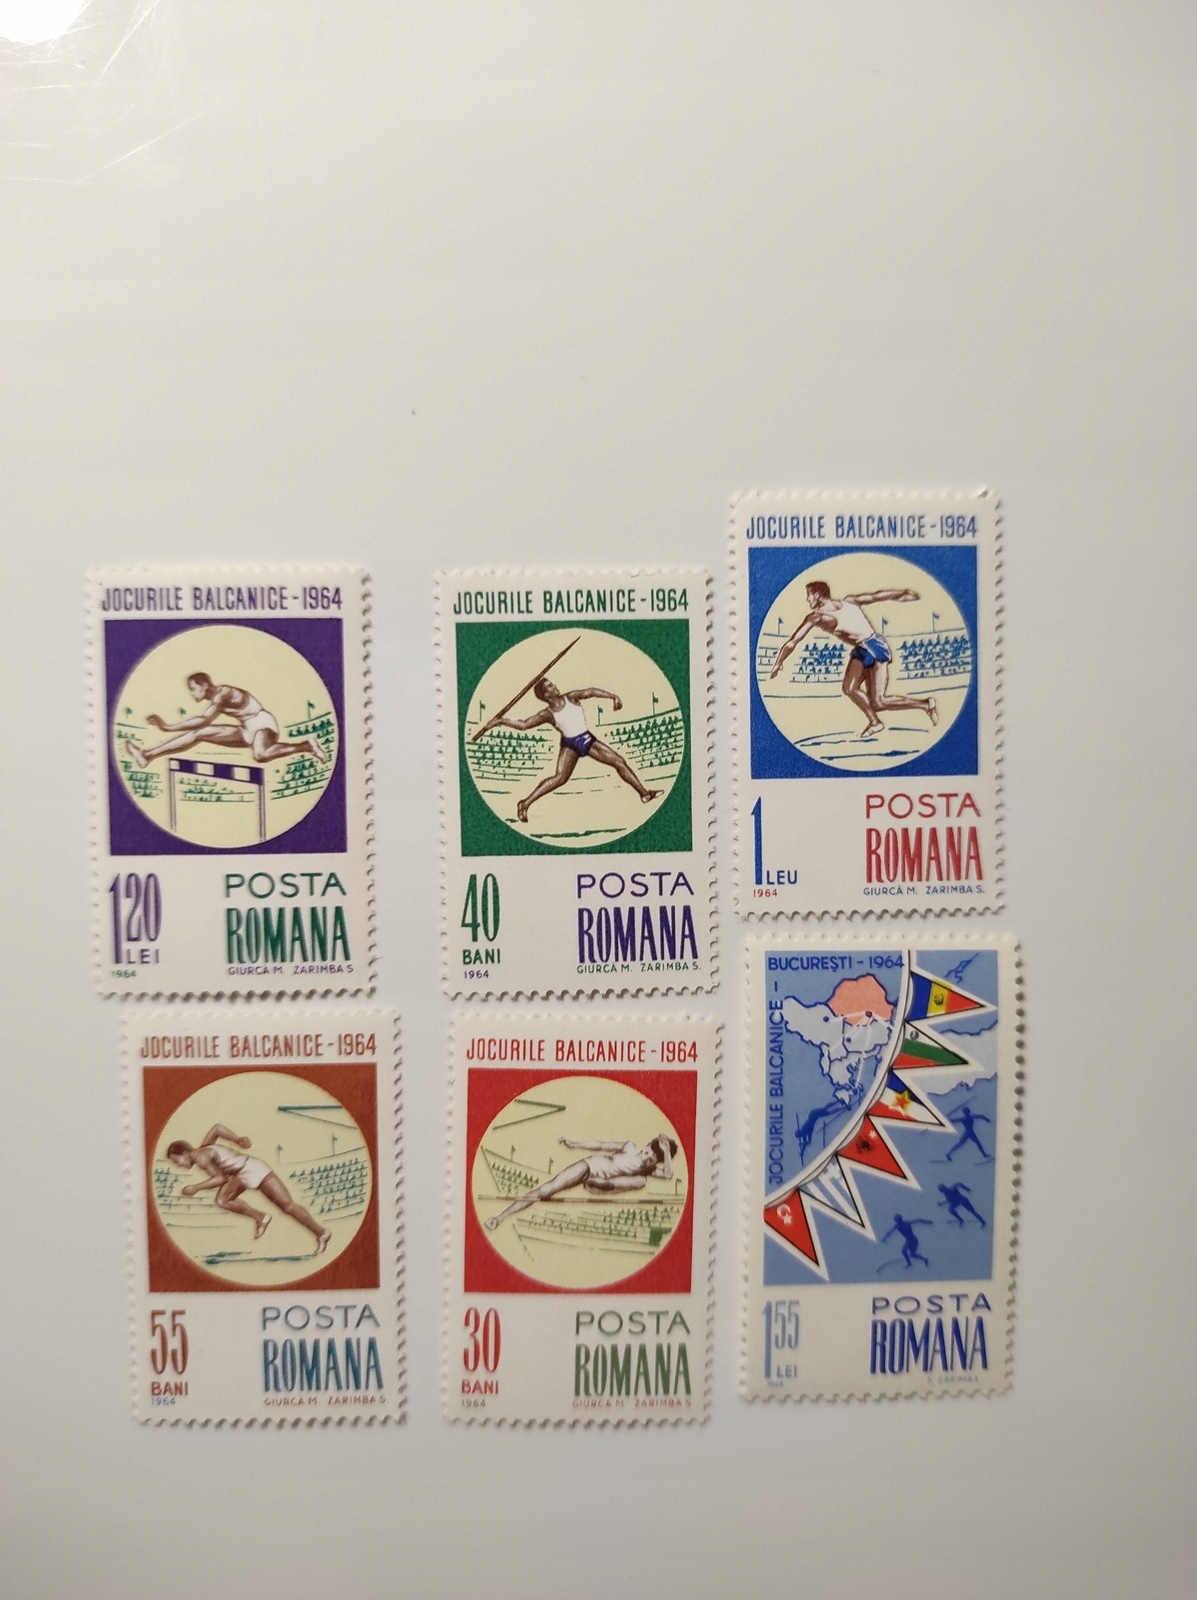 JOCURILE BALCANICE - 1964
1,20 LEI
1964
POSTA
ROMANA
GIURCĂ M. ZARIMBA S
JOCURILE BALCANICE - 1964
40
BANI
1964
POSTA
ROMANA
GIURCĂ M. ZARIMBA S.
JOCURILE BALCANICE - 1964
1 LEU
1964
POSTA
ROMANA
GIURCĂ M. ZARIMBA S.
JOCURILE BALCANICE - 1964
55
BANI
1964
POSTA
ROMANA
GIURCĂ M. ZARIMBA S
JOCURILE BALCANICE - 1964
30
BANI
1964
POSTA
ROMANA
GIURCĂ M. ZARIMBA S
JOCURILE BALCANICE -
BUCUREȘTI - 1964
1,55 LEI
1964
POSTA
ROMANA
S. ZARIMBA